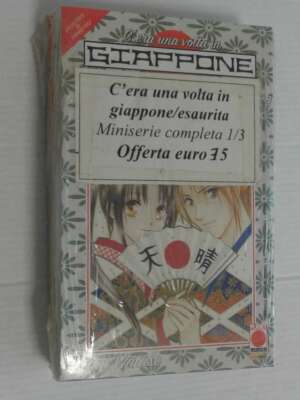 C'era una volta in
GIAPPONE
C'era una volta in
giappone/esaurita
Miniserie completa 1/3
Offerta euro 35
天晴